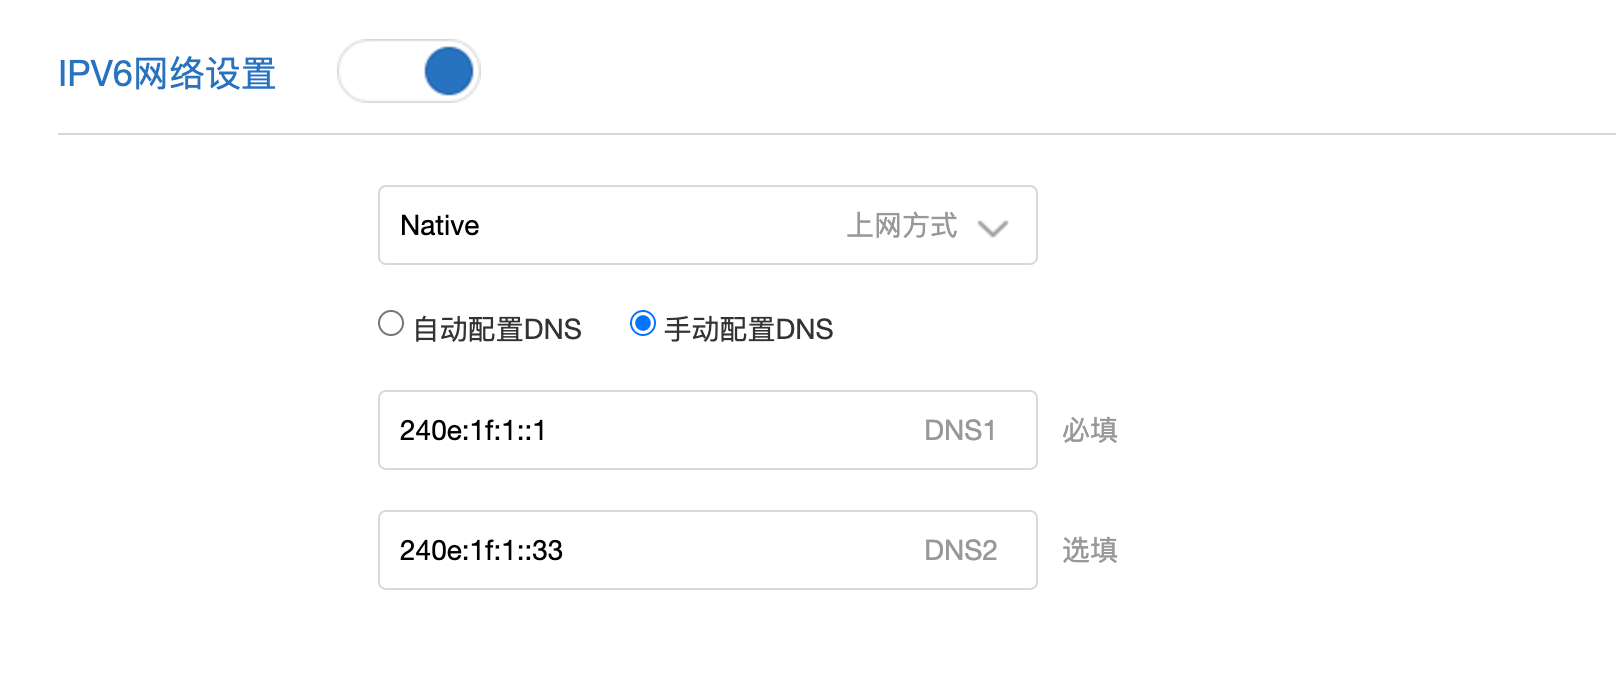 IPV6网络设置
Native 上网方式
自动配置DNS 手动配置DNS
240e:1f:1::1 DNS1 必填
240e:1f:1::33 DNS2 选填